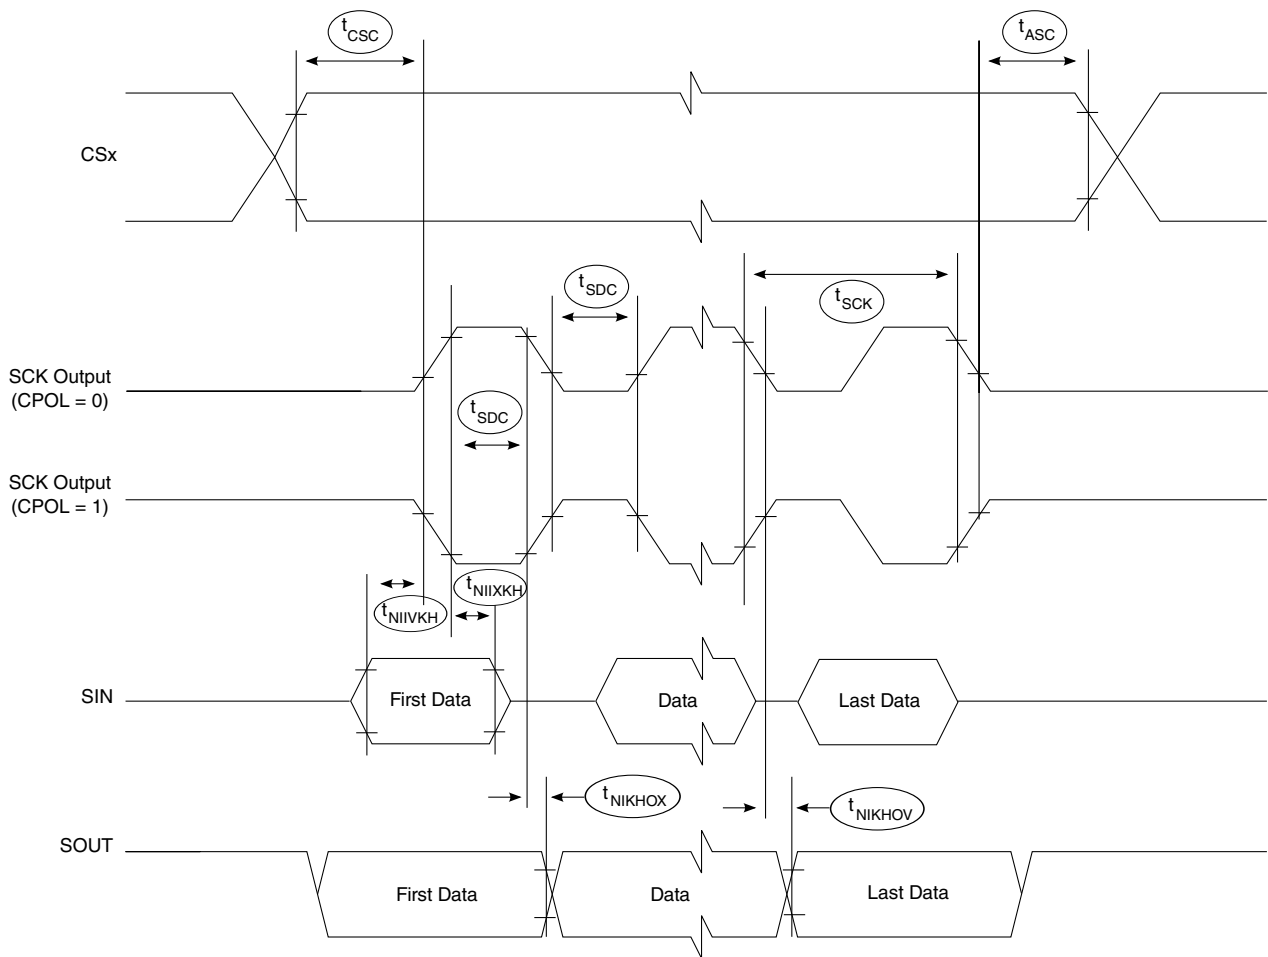 tCSC
tASC
CSx
tSDC
tSCK
SCK Output
(CPOL = 0)
tSDC
SCK Output
(CPOL = 1)
tNIIXKH
tNIIVKH
SIN
First Data
Data
Last Data
tNIKHOX
tNIKHOV
SOUT
First Data
Data
Last Data